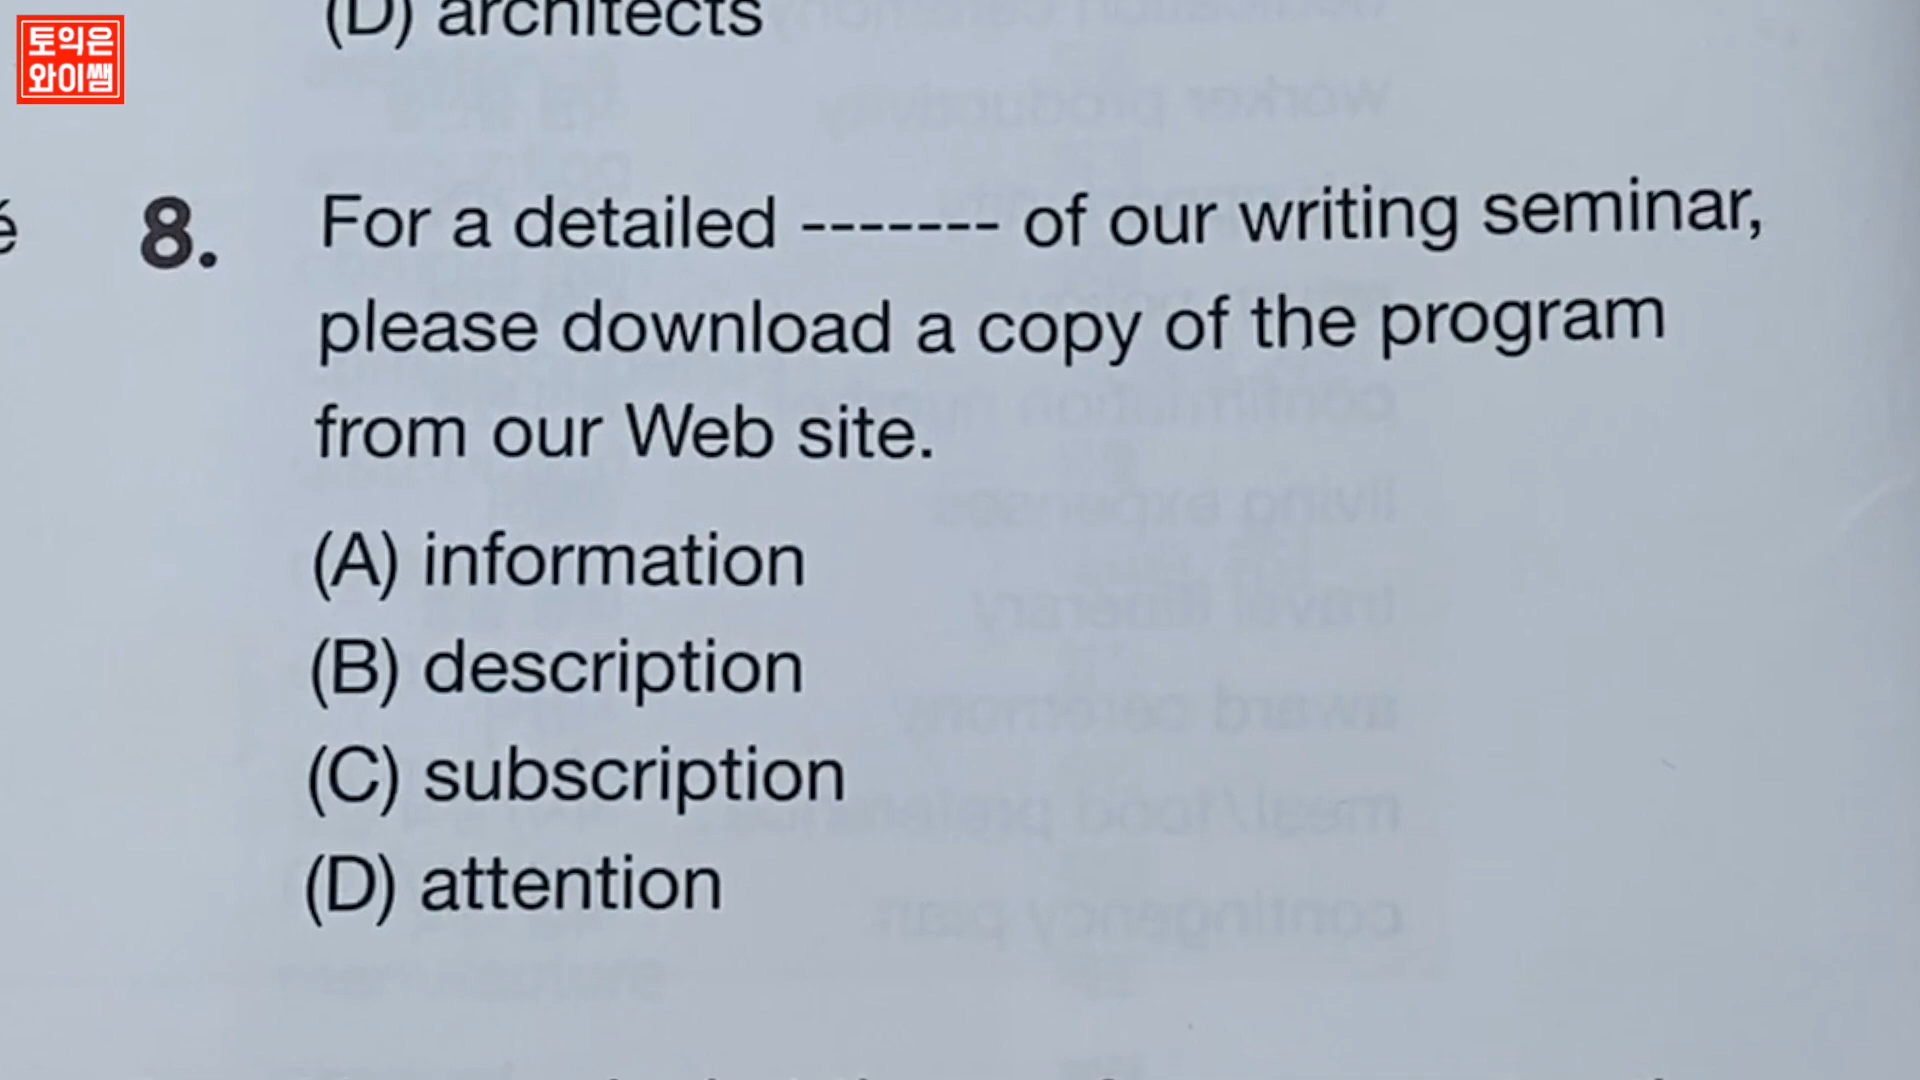 토익은
와이쌤
(D) architects
é
8. For a detailed ------- of our writing seminar,
please download a copy of the program
from our Web site.
(A) information
(B) description
(C) subscription
(D) attention